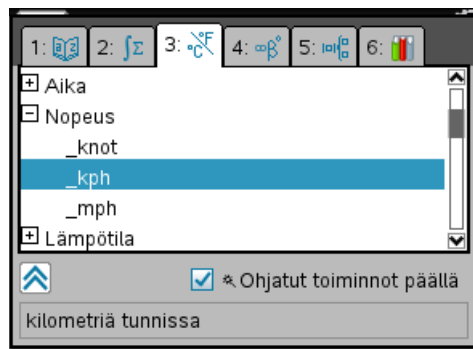 1: 2: ∫Σ 3: °C °F 4: ∞β° 5: 6:
Aika
Nopeus
_knot
_kph
_mph
Lämpötila
Ohjatut toiminnot päällä
kilometriä tunnissa